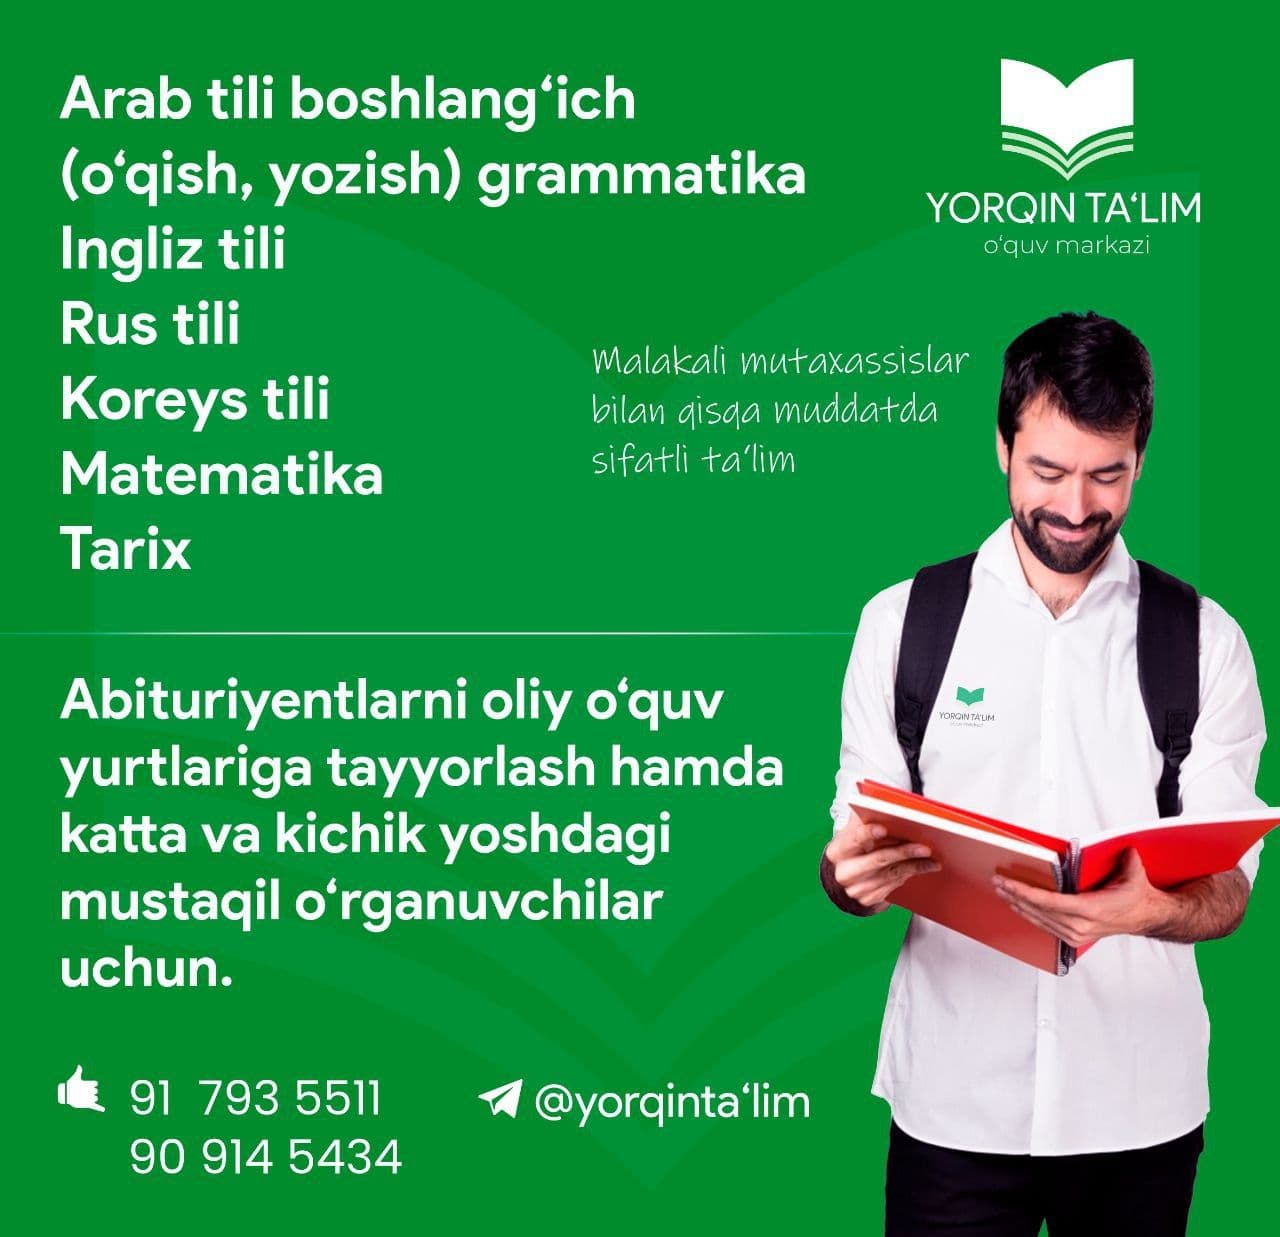 Arab tili boshlang‘ich
(o‘qish, yozish) grammatika
Ingliz tili
Rus tili
Koreys tili
Matematika
Tarix
YORQIN TA‘LIM
o‘quv markazi
Malakali mutaxassislar
bilan qisqa muddatda
sifatli ta‘lim
Abituriyentlarni oliy o‘quv
yurtlariga tayyorlash hamda
katta va kichik yoshdagi
mustaqil o‘rganuvchilar
uchun.
YORQIN TA‘LIM
91 793 5511
90 914 5434
@yorqinta‘lim